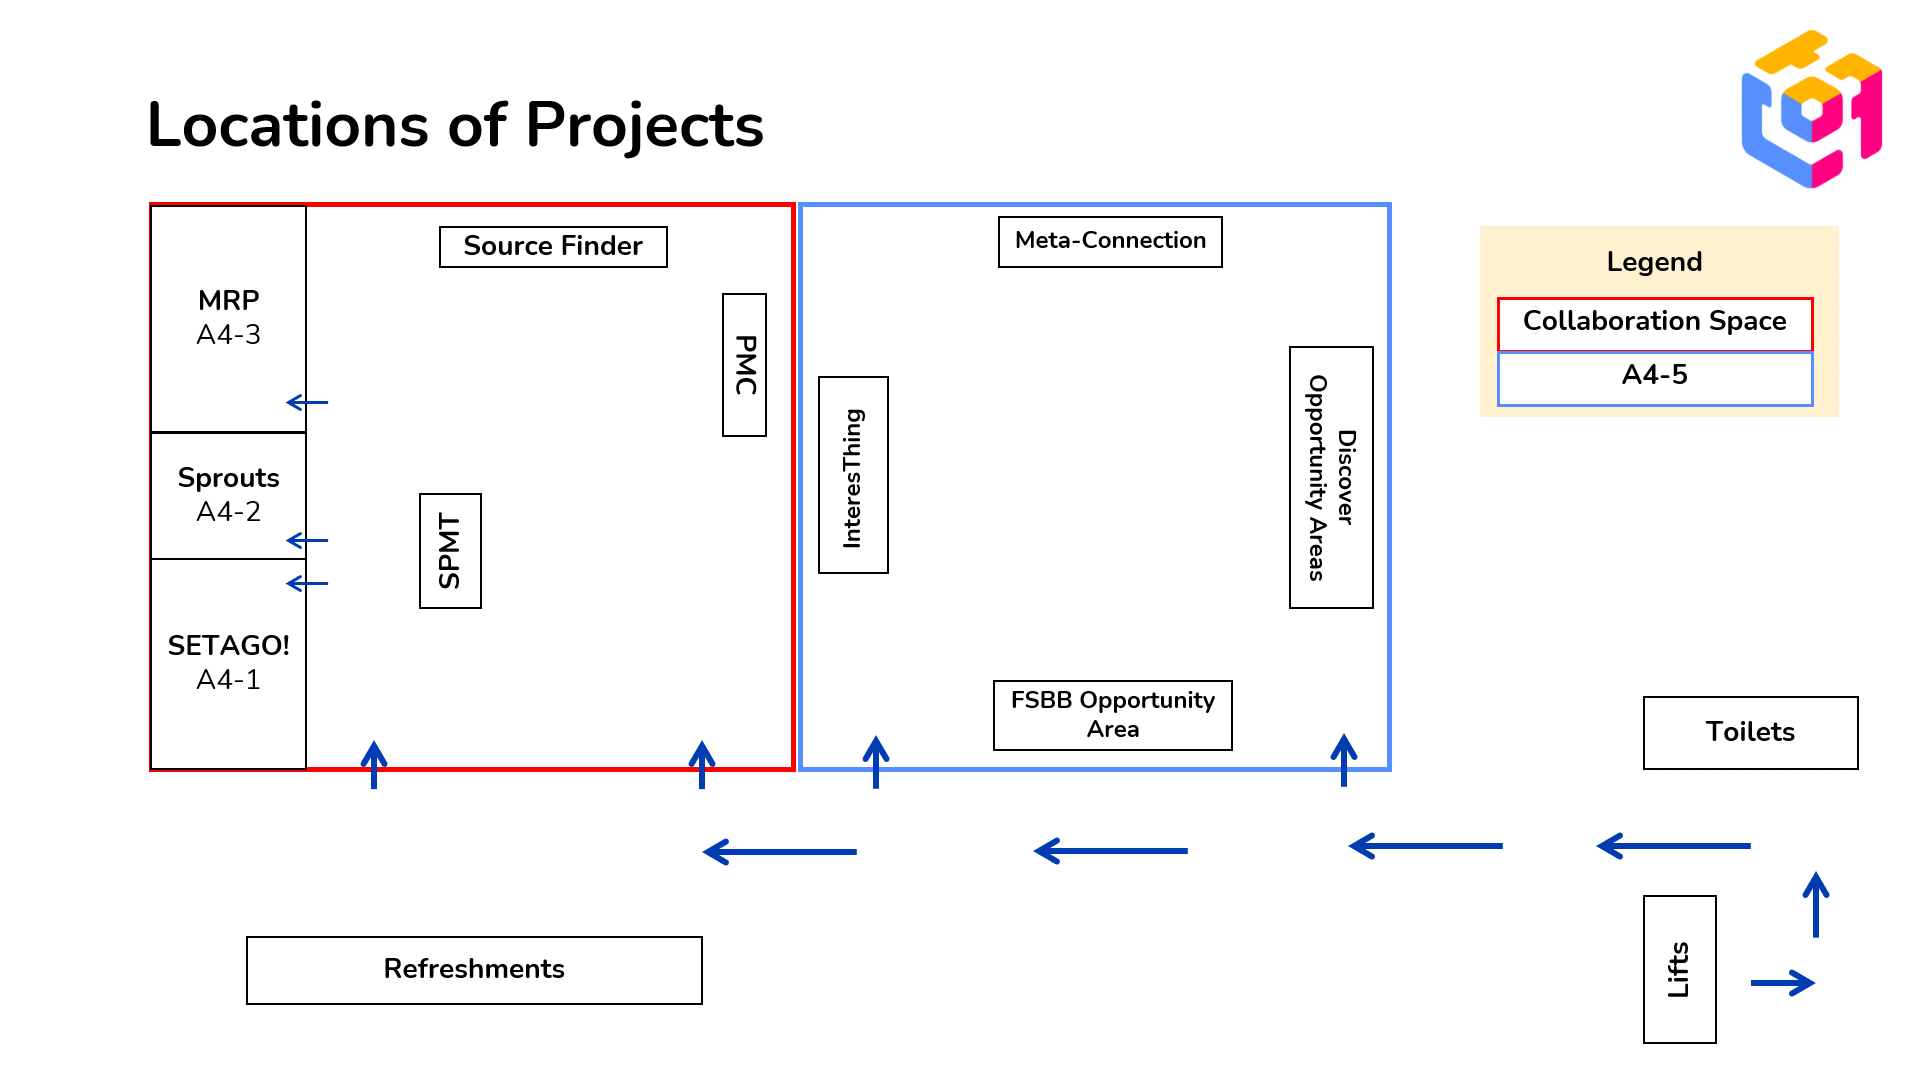 Locations of Projects
MRP
A4-3
Sprouts
A4-2
SETAGO!
A4-1
Source Finder
PMC
SPMT
Meta-Connection
InteresThing
Discover
Opportunity Areas
FSBB Opportunity
Area
Legend
Collaboration Space
A4-5
Toilets
Lifts
Refreshments